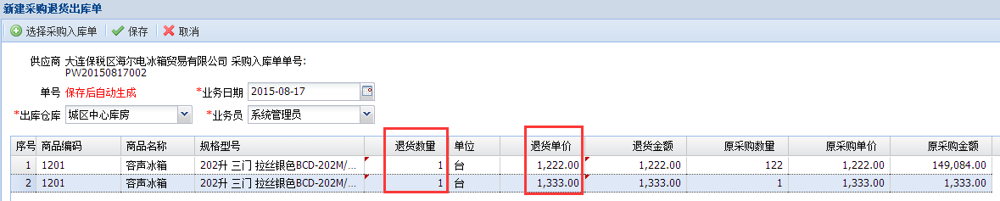 新建采购退货出库单
选择采购入库单 保存 取消
供应商 大连保税区海尔电冰箱贸易有限公司 采购入库单单号:
PW20150817002
单号 保存后自动生成 *业务日期 2015-08-17
*出库仓库 城区中心库房 *业务员 系统管理员
序号 商品编码 商品名称 规格型号 退货数量 单位 退货单价 退货金额 原采购数量 原采购单价 原采购金额
1 1201 容声冰箱 202升 三门 拉丝银色BCD-202M/... 1 台 1,222.00 1,222.00 122 1,222.00 149,084.00
2 1201 容声冰箱 202升 三门 拉丝银色BCD-202M/... 1 台 1,333.00 1,333.00 1 1,333.00 1,333.00